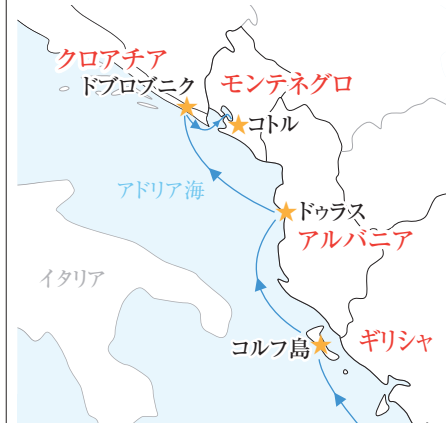 クロアチア
ドブロブニク
モンテネグロ
コトル
アドリア海
ドゥラス
アルバニア
イタリア
コルフ島
ギリシャ